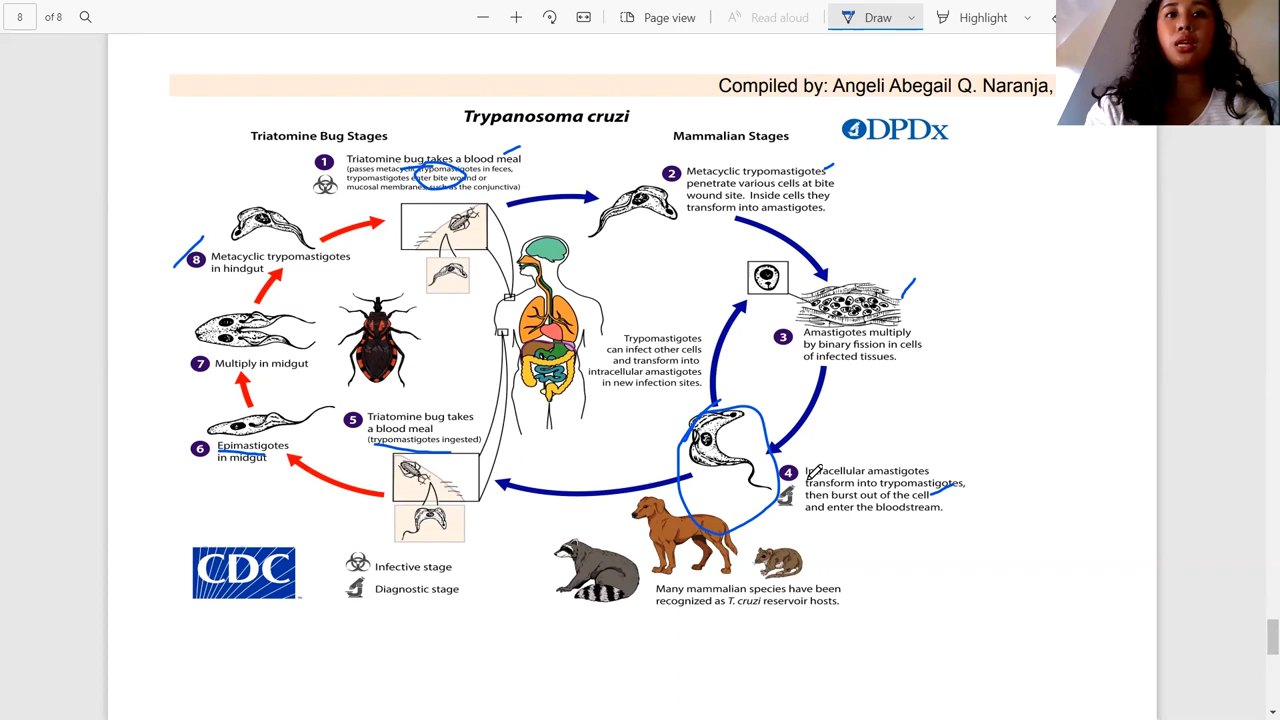 8 of 8
Page view
Read aloud
Draw
Highlight
Compiled by: Angeli Abegail Q. Naranja,
Trypanosoma cruzi
Triatomine Bug Stages
Mammalian Stages
DPDx
1
Triatomine bug takes a blood meal
(passes metacyclic trypomastigotes in feces,
trypomastigotes enter bite wound or
mucosal membranes, such as the conjunctiva)
2
Metacyclic trypomastigotes
penetrate various cells at bite
wound site. Inside cells they
transform into amastigotes.
8
Metacyclic trypomastigotes
in hindgut
3
Amastigotes multiply
by binary fission in cells
of infected tissues.
Trypomastigotes
can infect other cells
and transform into
intracellular amastigotes
in new infection sites.
7
Multiply in midgut
5
Triatomine bug takes
a blood meal
(trypomastigotes ingested)
6
Epimastigotes
in midgut
4
Intracellular amastigotes
transform into trypomastigotes,
then burst out of the cell
and enter the bloodstream.
CDC
Infective stage
Diagnostic stage
Many mammalian species have been
recognized as T. cruzi reservoir hosts.